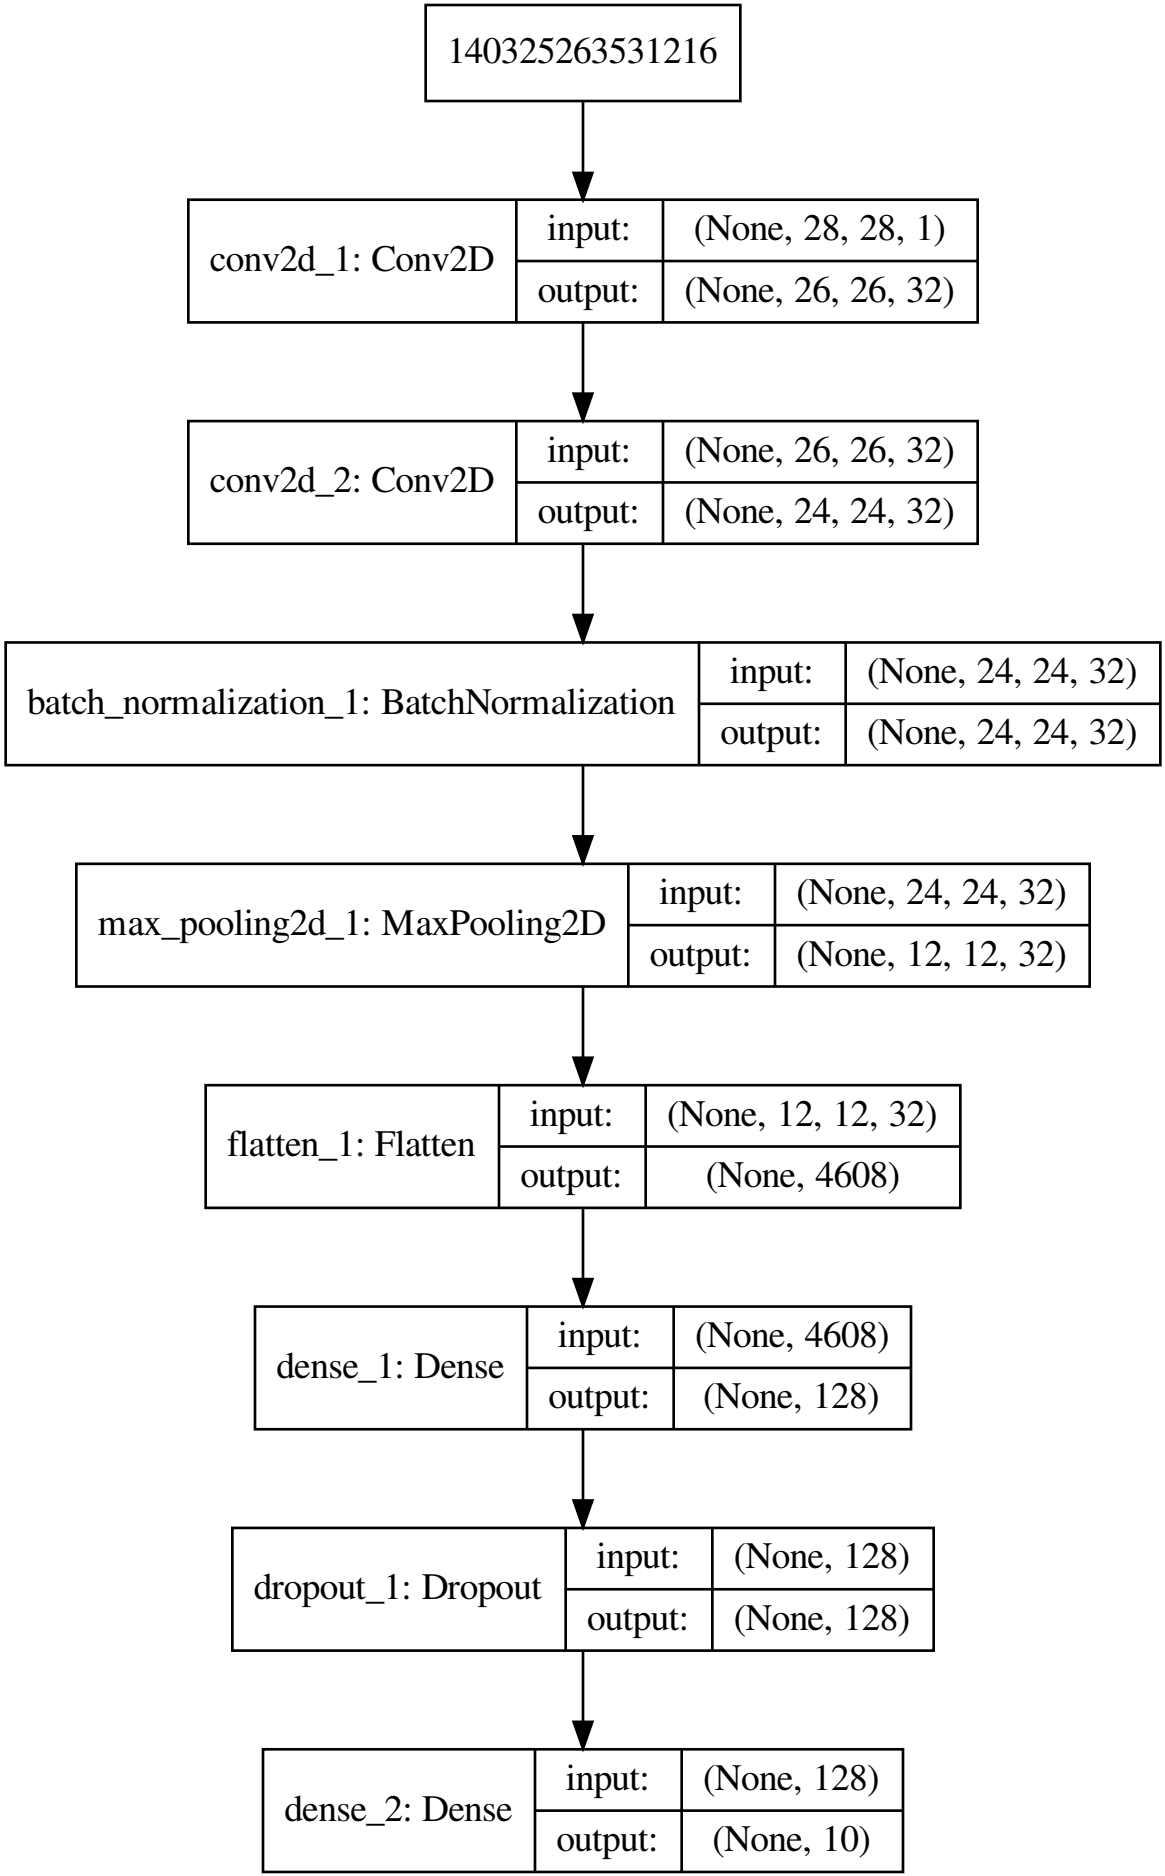 140325263531216
conv2d_1: Conv2D
input:
(None, 28, 28, 1)
output:
(None, 26, 26, 32)
conv2d_2: Conv2D
input:
(None, 26, 26, 32)
output:
(None, 24, 24, 32)
batch_normalization_1: BatchNormalization
input:
(None, 24, 24, 32)
output:
(None, 24, 24, 32)
max_pooling2d_1: MaxPooling2D
input:
(None, 24, 24, 32)
output:
(None, 12, 12, 32)
flatten_1: Flatten
input:
(None, 12, 12, 32)
output:
(None, 4608)
dense_1: Dense
input:
(None, 4608)
output:
(None, 128)
dropout_1: Dropout
input:
(None, 128)
output:
(None, 128)
dense_2: Dense
input:
(None, 128)
output:
(None, 10)